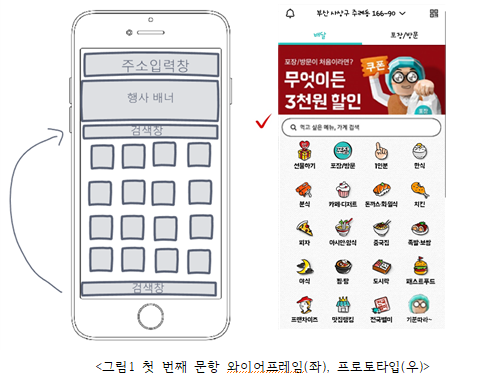 주소입력창
행사 배너
검색창
검색창
부산 사상구 주례동 166-90
배달 포장/방문
포장/방문이 처음이라면?
쿠폰
무엇이든
3천원 할인
먹고 싶은 메뉴, 가게 검색
선물하기 포장/방문 1인분 한식
분식 카페·디저트 돈까스·회·일식 치킨
피자 아시안·양식 중국집 족발·보쌈
야식 찜·탕 도시락 패스트푸드
프랜차이즈 맛집랭킹 전국별미 기운차려~
<그림1 첫 번째 문항 와이어프레임(좌), 프로토타입(우)>